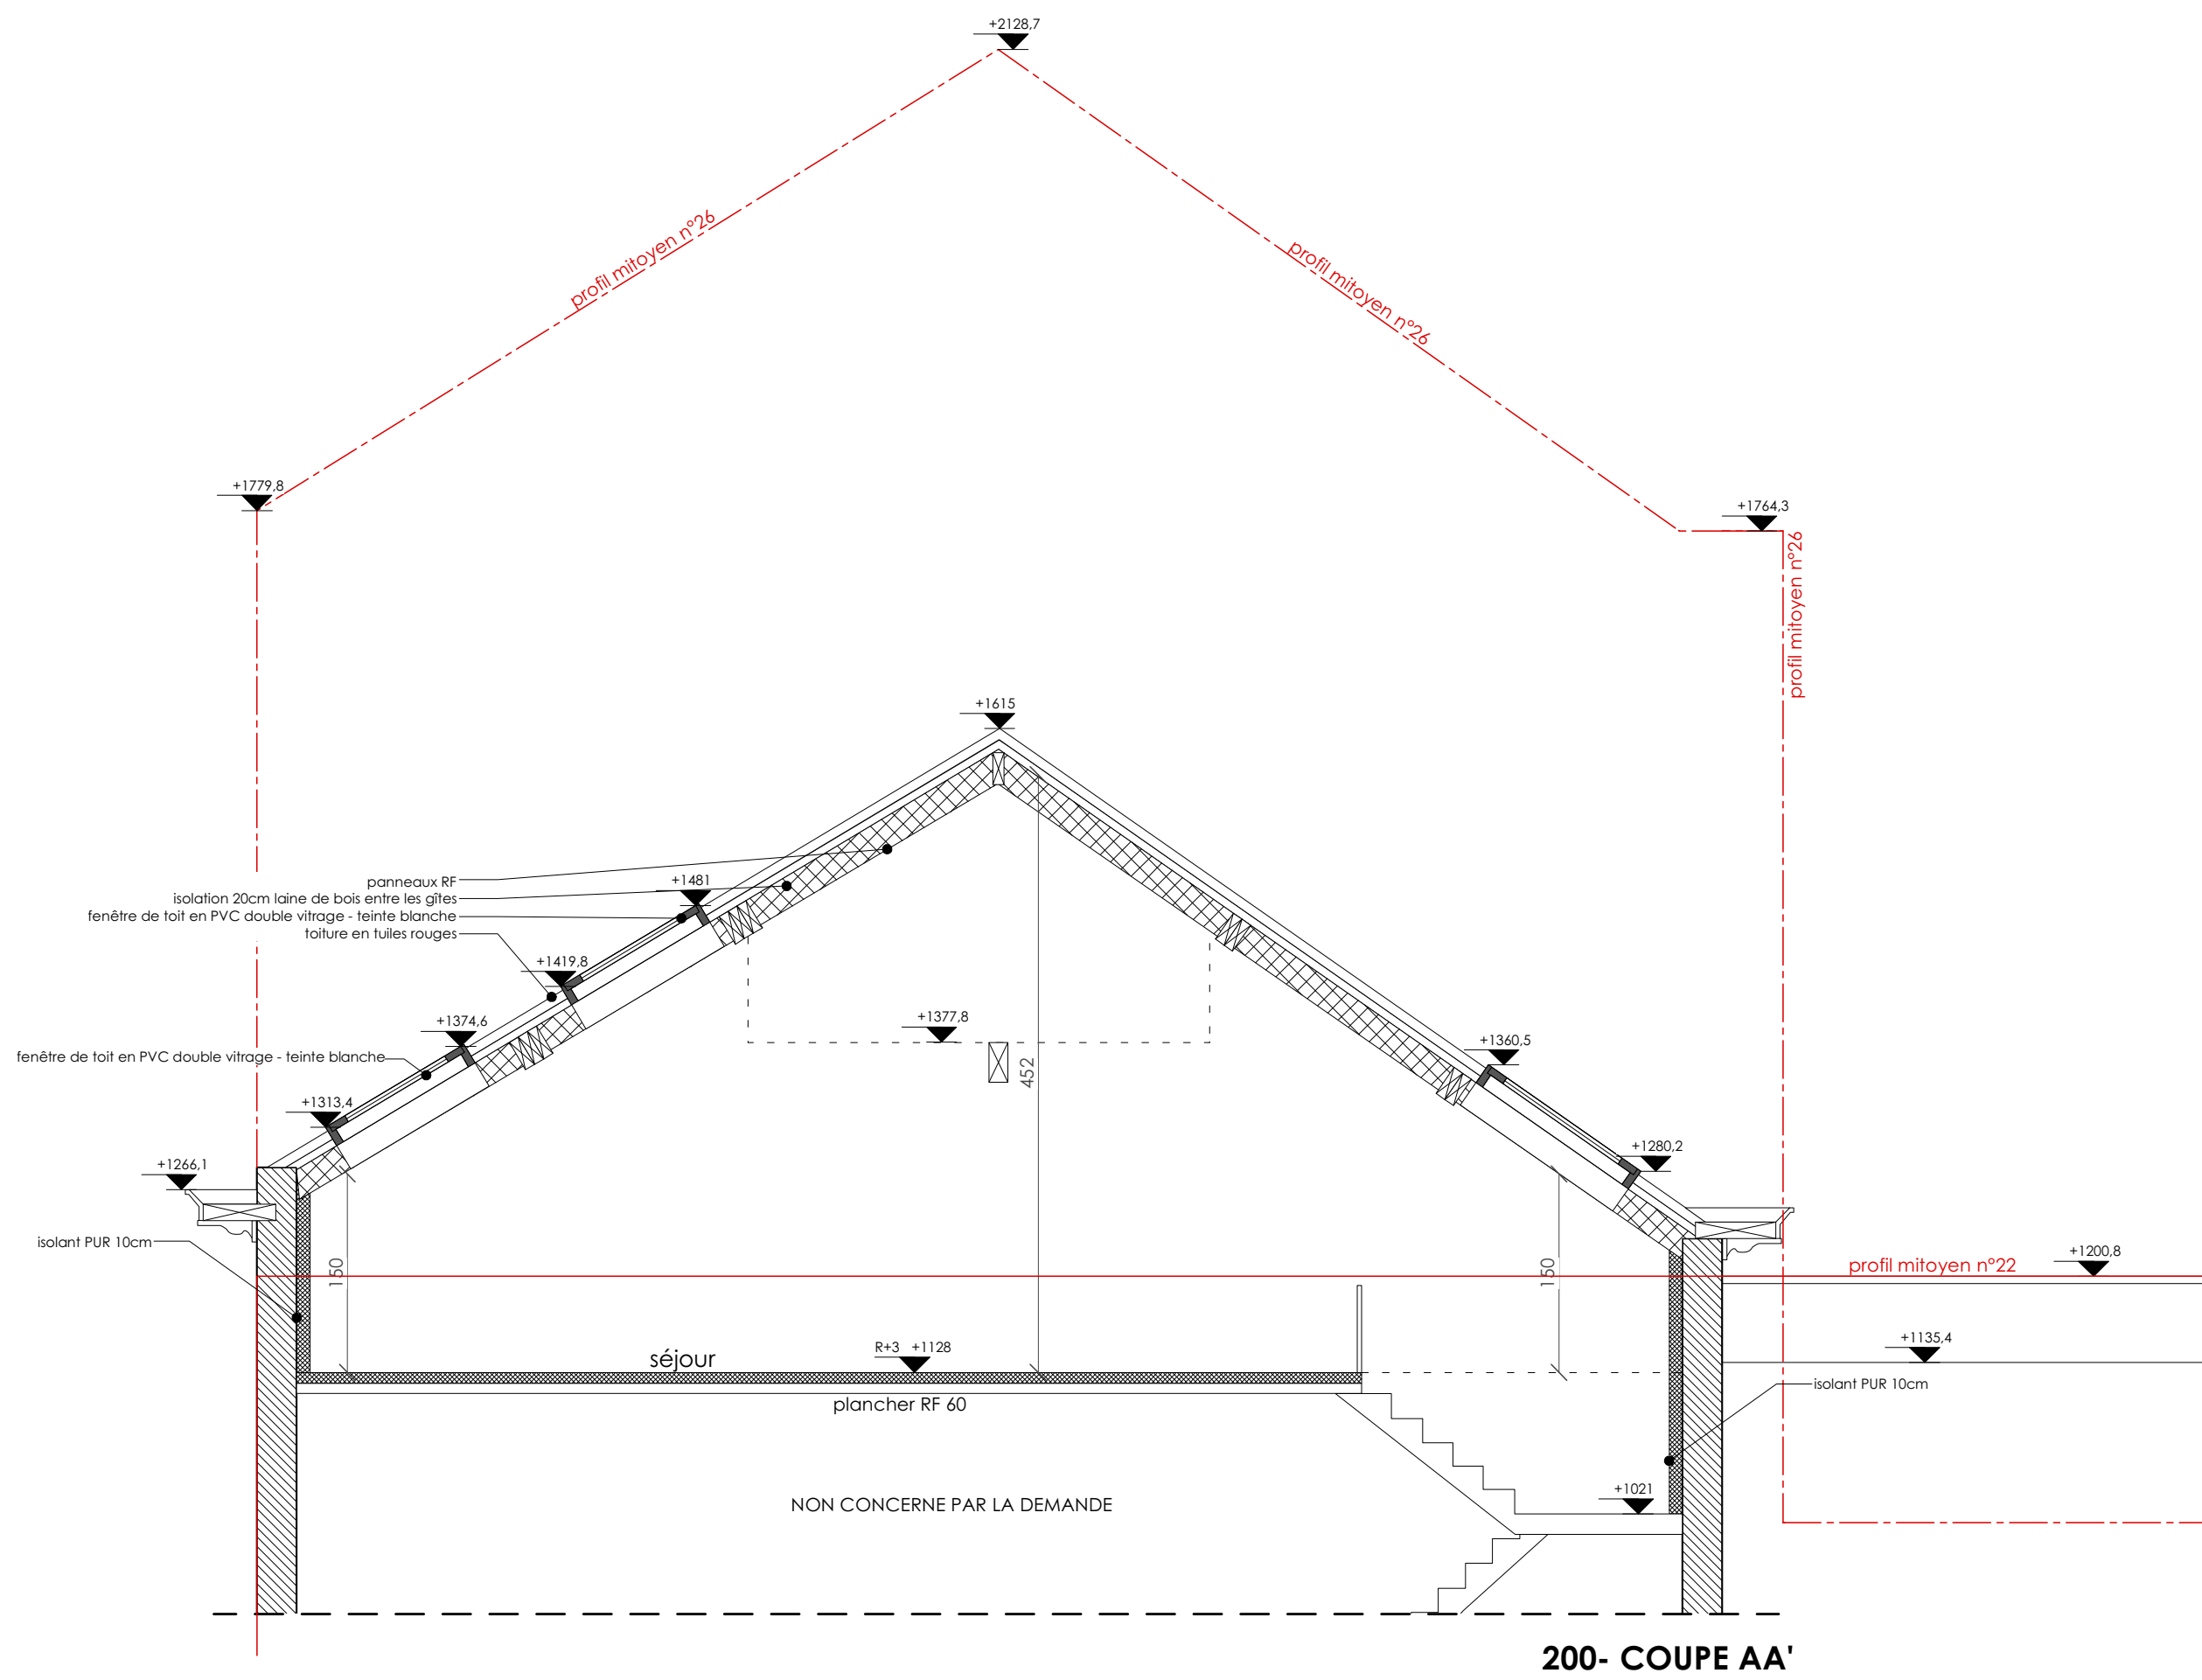 +2128,7
profil mitoyen n°26
profil mitoyen n°26
+1779,8
+1764,3
profil mitoyen n°26
+1615
panneaux RF
+1481
isolation 20cm laine de bois entre les gîtes
fenêtre de toit en PVC double vitrage - teinte blanche
toiture en tuiles rouges
+1419,8
+1374,6
+1377,8
fenêtre de toit en PVC double vitrage - teinte blanche
+1360,5
452
+1313,4
+1280,2
+1266,1
isolant PUR 10cm
150
150
profil mitoyen n°22
+1200,8
séjour
R+3 +1128
+1135,4
isolant PUR 10cm
plancher RF 60
NON CONCERNE PAR LA DEMANDE
+1021
200- COUPE AA'